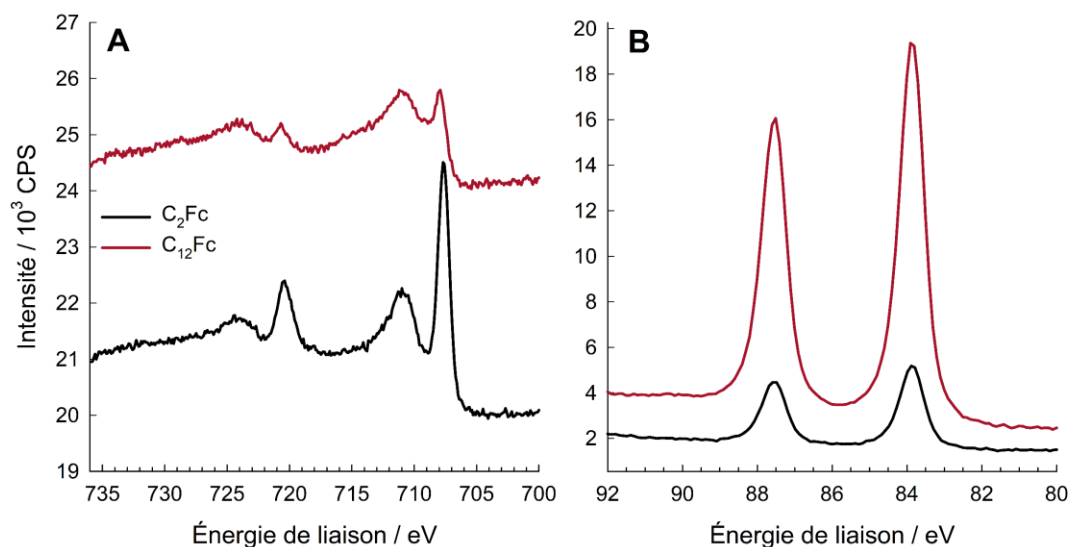 A
B
27
26
25
24
23
22
21
20
19
20
18
16
14
12
10
8
6
4
2
Intensité / 10³ CPS
C₂Fc
C₁₂Fc
735 730 725 720 715 710 705 700
92 90 88 86 84 82 80
Énergie de liaison / eV
Énergie de liaison / eV